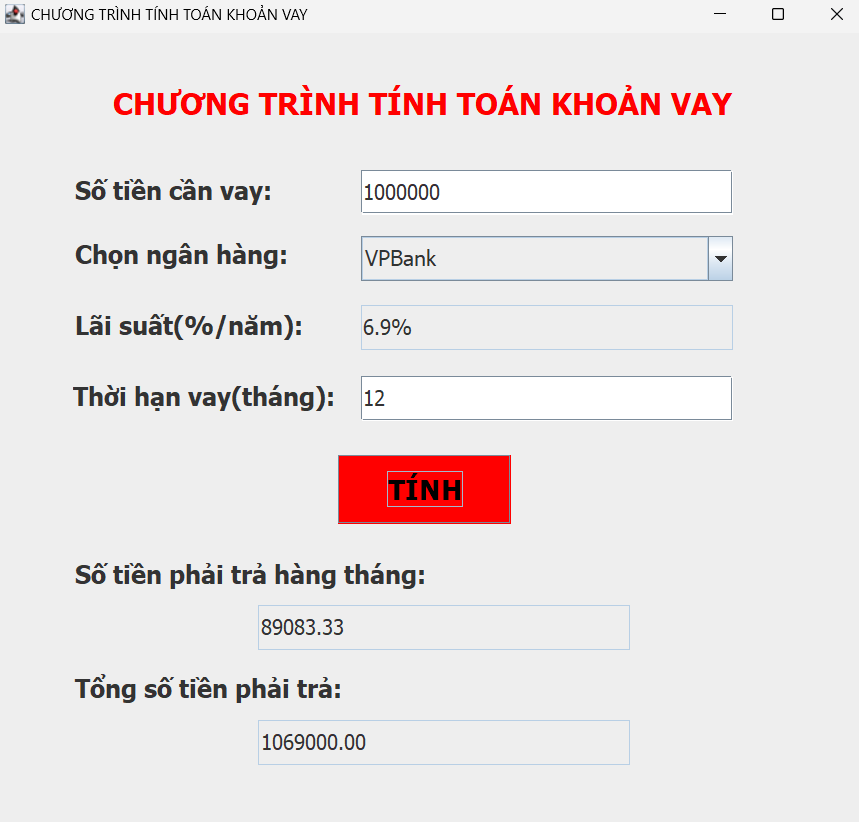 CHƯƠNG TRÌNH TÍNH TOÁN KHOẢN VAY
CHƯƠNG TRÌNH TÍNH TOÁN KHOẢN VAY
Số tiền cần vay: 1000000
Chọn ngân hàng: VPBank
Lãi suất(%/năm): 6.9%
Thời hạn vay(tháng): 12
TÍNH
Số tiền phải trả hàng tháng:
89083.33
Tổng số tiền phải trả:
1069000.00